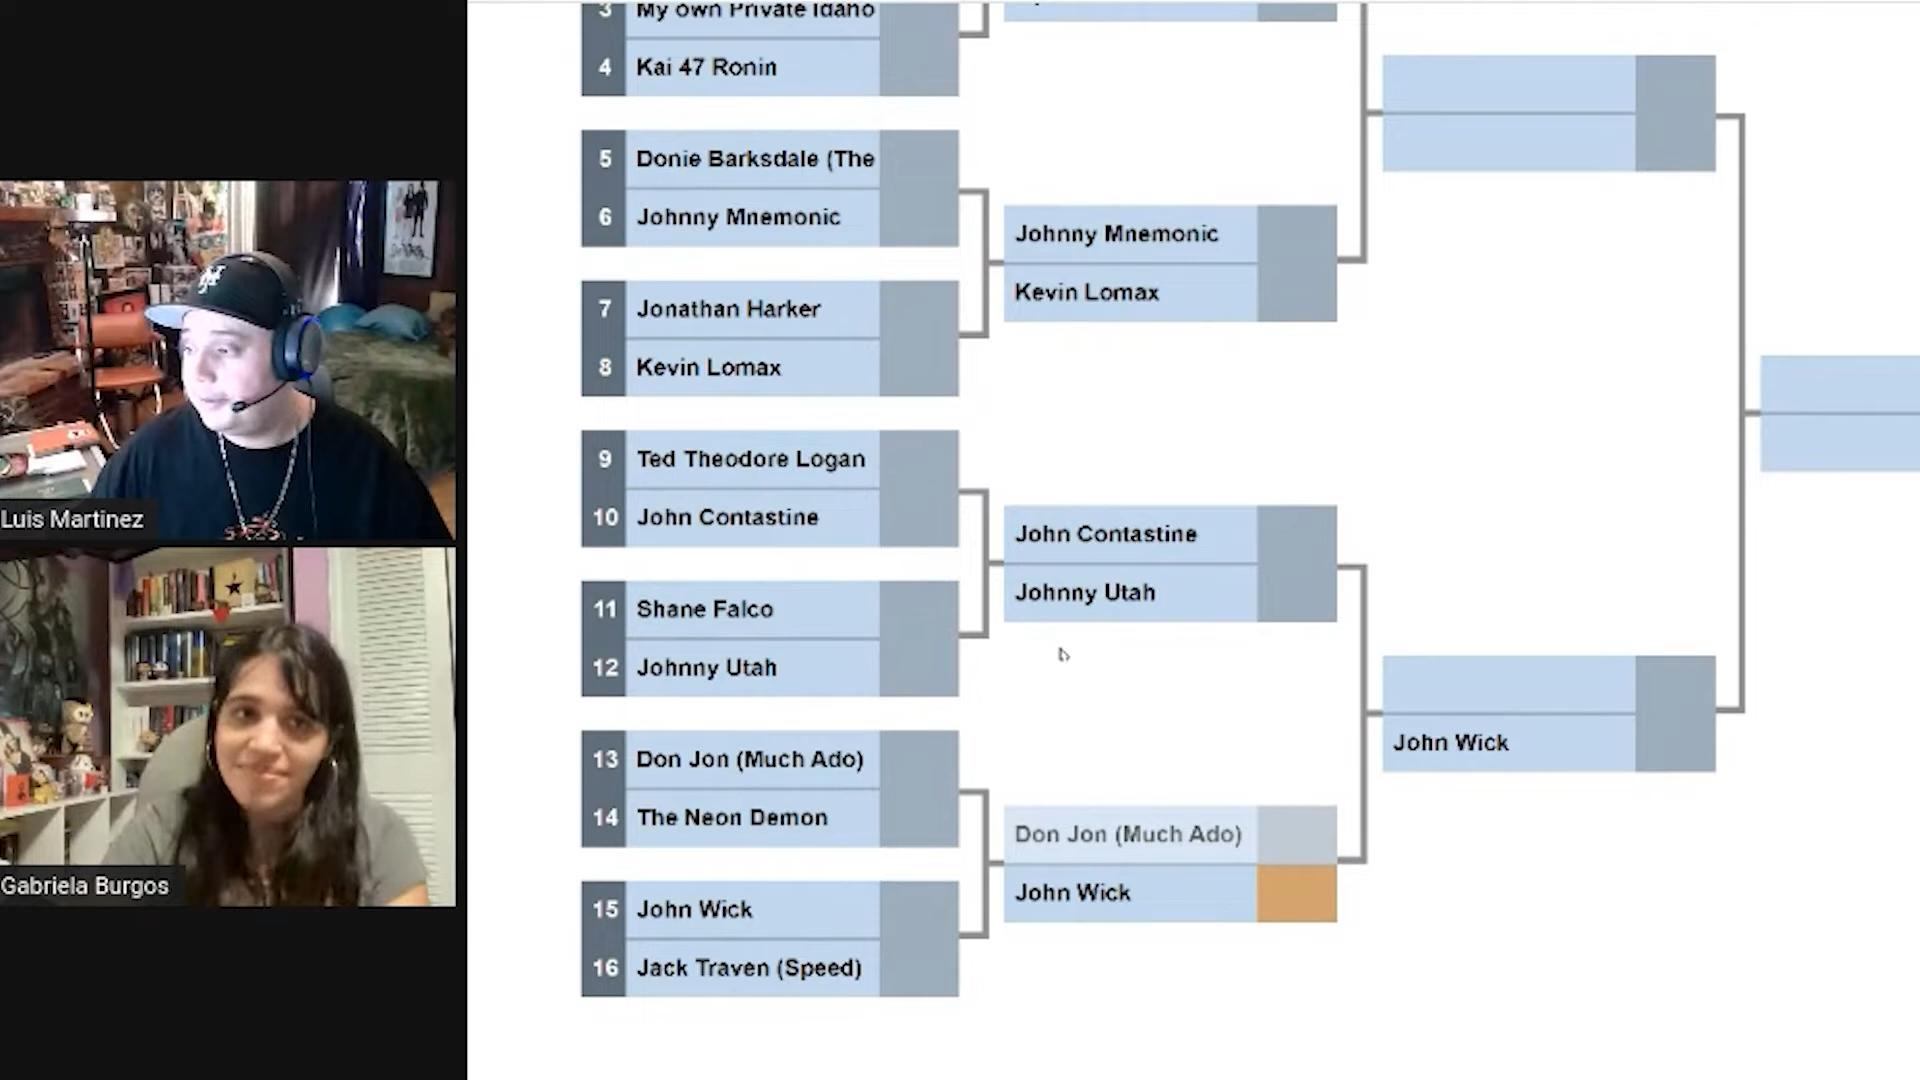 3 My own Private Idaho
4 Kai 47 Ronin
5 Donie Barksdale (The
6 Johnny Mnemonic
7 Jonathan Harker
8 Kevin Lomax
9 Ted Theodore Logan
10 John Contastine
11 Shane Falco
12 Johnny Utah
13 Don Jon (Much Ado)
14 The Neon Demon
15 John Wick
16 Jack Traven (Speed)
Johnny Mnemonic
Kevin Lomax
John Contastine
Johnny Utah
Don Jon (Much Ado)
John Wick
John Wick
Luis Martinez
Gabriela Burgos